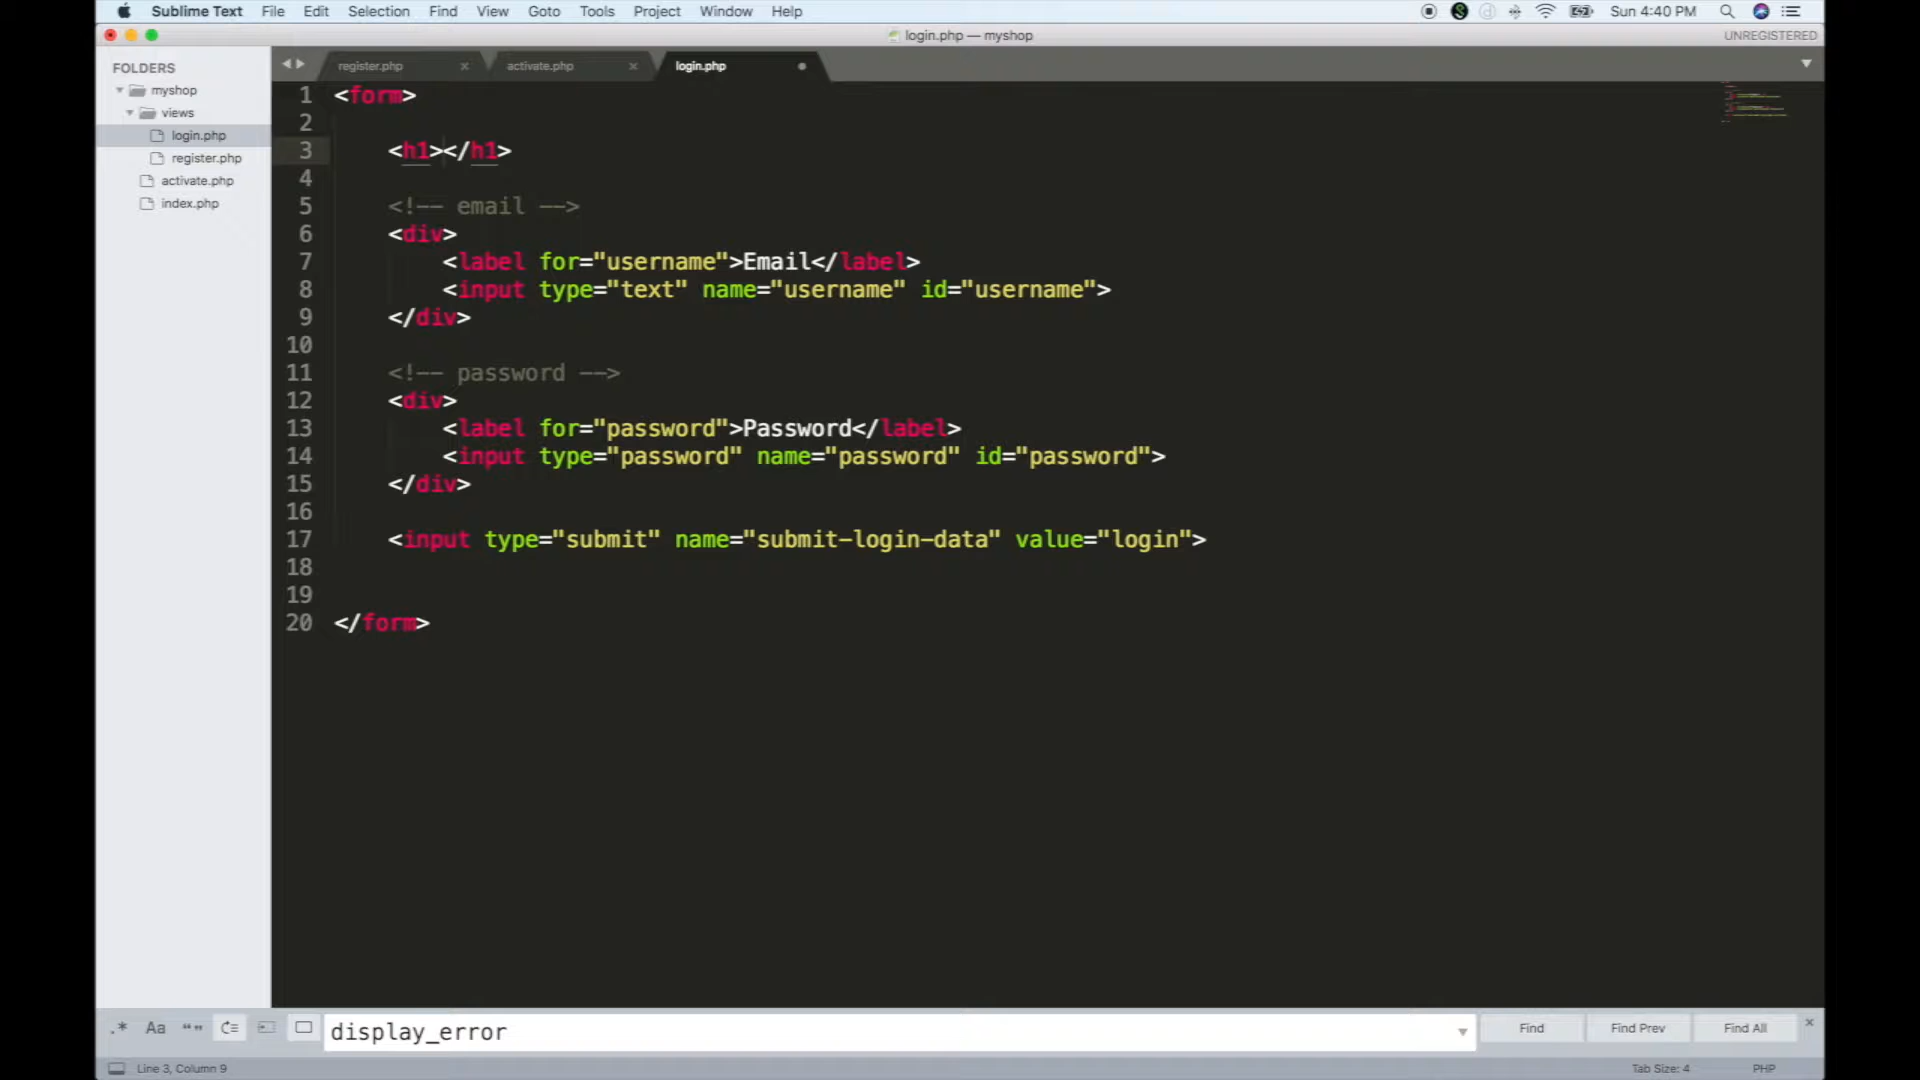 Sublime Text File Edit Selection Find View Goto Tools Project Window Help Sun 4:40 PM
login.php — myshop UNREGISTERED
FOLDERS
myshop
views
login.php
register.php
activate.php
index.php
register.php × activate.php × login.php
1 <form>
2
3 <h1></h1>
4
5 <!-- email -->
6 <div>
7 <label for="username">Email</label>
8 <input type="text" name="username" id="username">
9 </div>
10
11 <!-- password -->
12 <div>
13 <label for="password">Password</label>
14 <input type="password" name="password" id="password">
15 </div>
16
17 <input type="submit" name="submit-login-data" value="login">
18
19
20 </form>
.* Aa “” display_error Find Find Prev Find All ×
Line 3, Column 9 Tab Size: 4 PHP